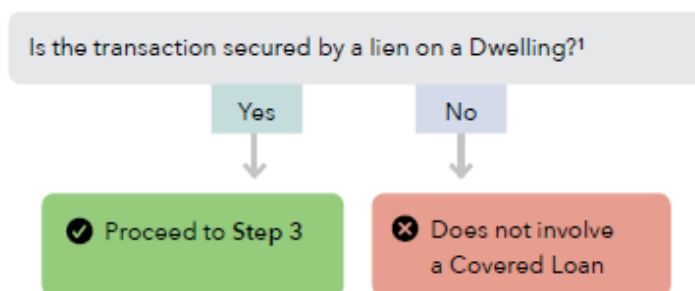 Is the transaction secured by a lien on a Dwelling?¹
Yes
No
Proceed to Step 3
Does not involve
a Covered Loan